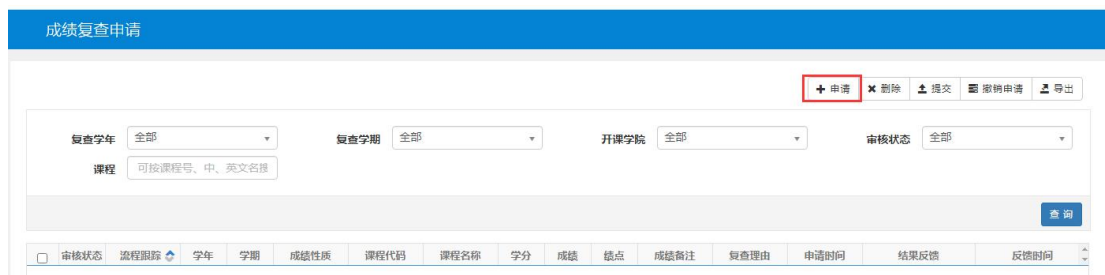 成绩复查申请
申请 删除 提交 撤销申请 导出
复查学年 全部 复查学期 全部 开课学院 全部 审核状态 全部
课程 可按课程号、中、英文名搜
查询
审核状态 流程跟踪 学年 学期 成绩性质 课程代码 课程名称 学分 成绩 绩点 成绩备注 复查理由 申请时间 结果反馈 反馈时间